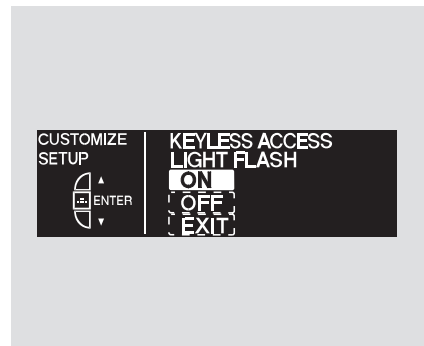 CUSTOMIZE
SETUP
ENTER
KEYLESS ACCESS
LIGHT FLASH
ON
OFF
EXIT